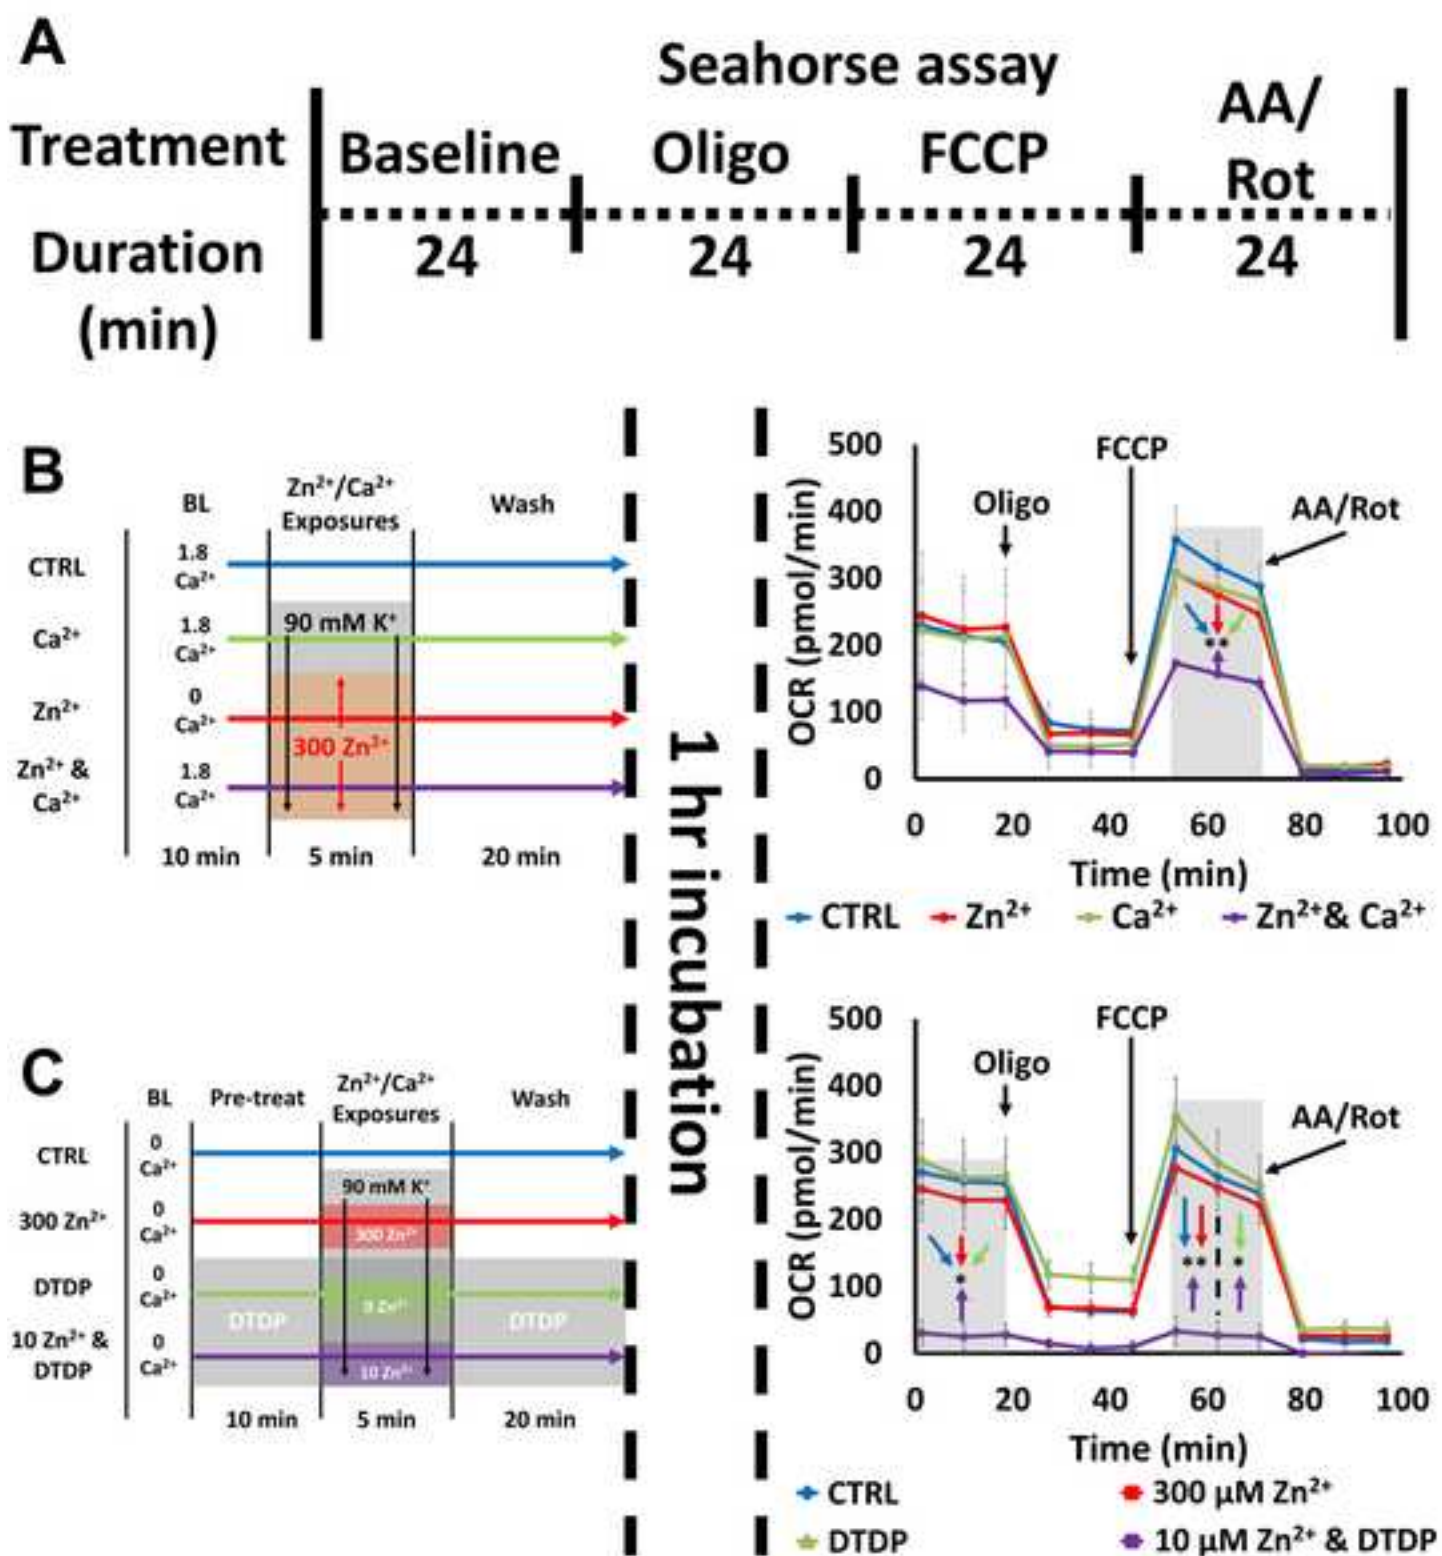 A
Seahorse assay
Treatment
Baseline
Oligo
FCCP
AA/
Rot
Duration
(min)
24
24
24
24
B
BL
Zn²⁺/Ca²⁺
Exposures
Wash
CTRL
1.8
Ca²⁺
90 mM K⁺
Ca²⁺
1.8
Ca²⁺
Zn²⁺
0
Ca²⁺
300 Zn²⁺
Zn²⁺ &
Ca²⁺
1.8
Ca²⁺
10 min
5 min
20 min
1 hr incubation
OCR (pmol/min)
500
400
300
200
100
0
Oligo
FCCP
AA/Rot
**
0
20
40
60
80
100
Time (min)
CTRL
Zn²⁺
Ca²⁺
Zn²⁺& Ca²⁺
C
BL
Pre-treat
Zn²⁺/Ca²⁺
Exposures
Wash
CTRL
0
Ca²⁺
90 mM K⁺
300 Zn²⁺
0
Ca²⁺
300 Zn²⁺
DTDP
0
Ca²⁺
0 Zn²⁺
DTDP
DTDP
10 Zn²⁺ &
DTDP
0
Ca²⁺
10 Zn²⁺
10 min
5 min
20 min
OCR (pmol/min)
500
400
300
200
100
0
Oligo
FCCP
AA/Rot
*
**
*
0
20
40
60
80
100
Time (min)
CTRL
300 µM Zn²⁺
DTDP
10 µM Zn²⁺ & DTDP